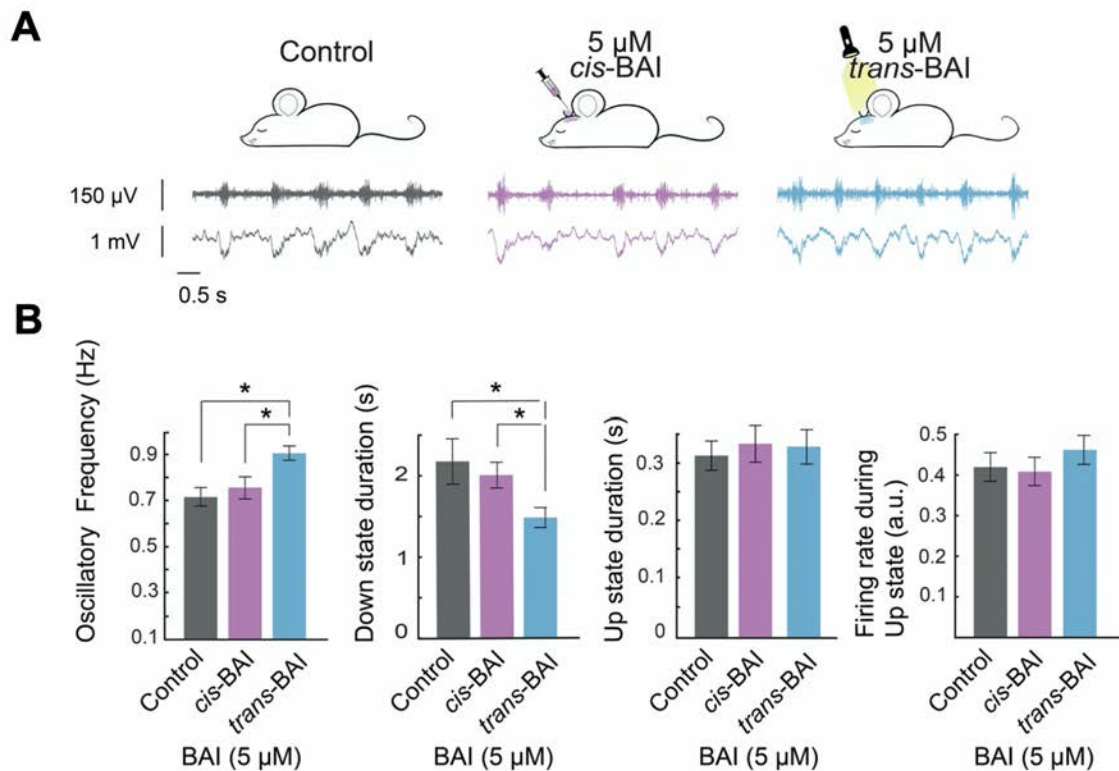 A
Control
5 µM
cis-BAI
5 µM
trans-BAI
150 µV
1 mV
0.5 s
B
Oscillatory Frequency (Hz)
0.9
0.7
0.5
0.3
0.1
*
*
Control
cis-BAI
trans-BAI
BAI (5 µM)
Down state duration (s)
2
1
0
*
*
Control
cis-BAI
trans-BAI
BAI (5 µM)
Up state duration (s)
0.3
0.2
0.1
0
Control
cis-BAI
trans-BAI
BAI (5 µM)
Firing rate during
Up state (a.u.)
0.5
0.4
0.3
0.2
0.1
Control
cis-BAI
trans-BAI
BAI (5 µM)